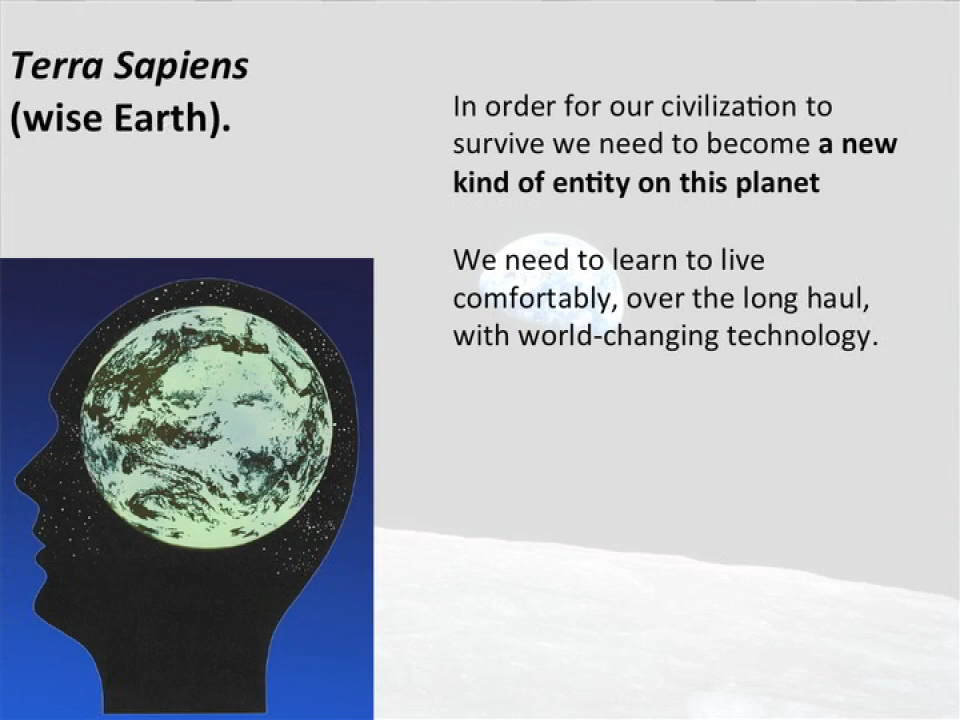 Terra Sapiens
(wise Earth).
In order for our civilization to
survive we need to become a new
kind of entity on this planet
We need to learn to live
comfortably, over the long haul,
with world-changing technology.